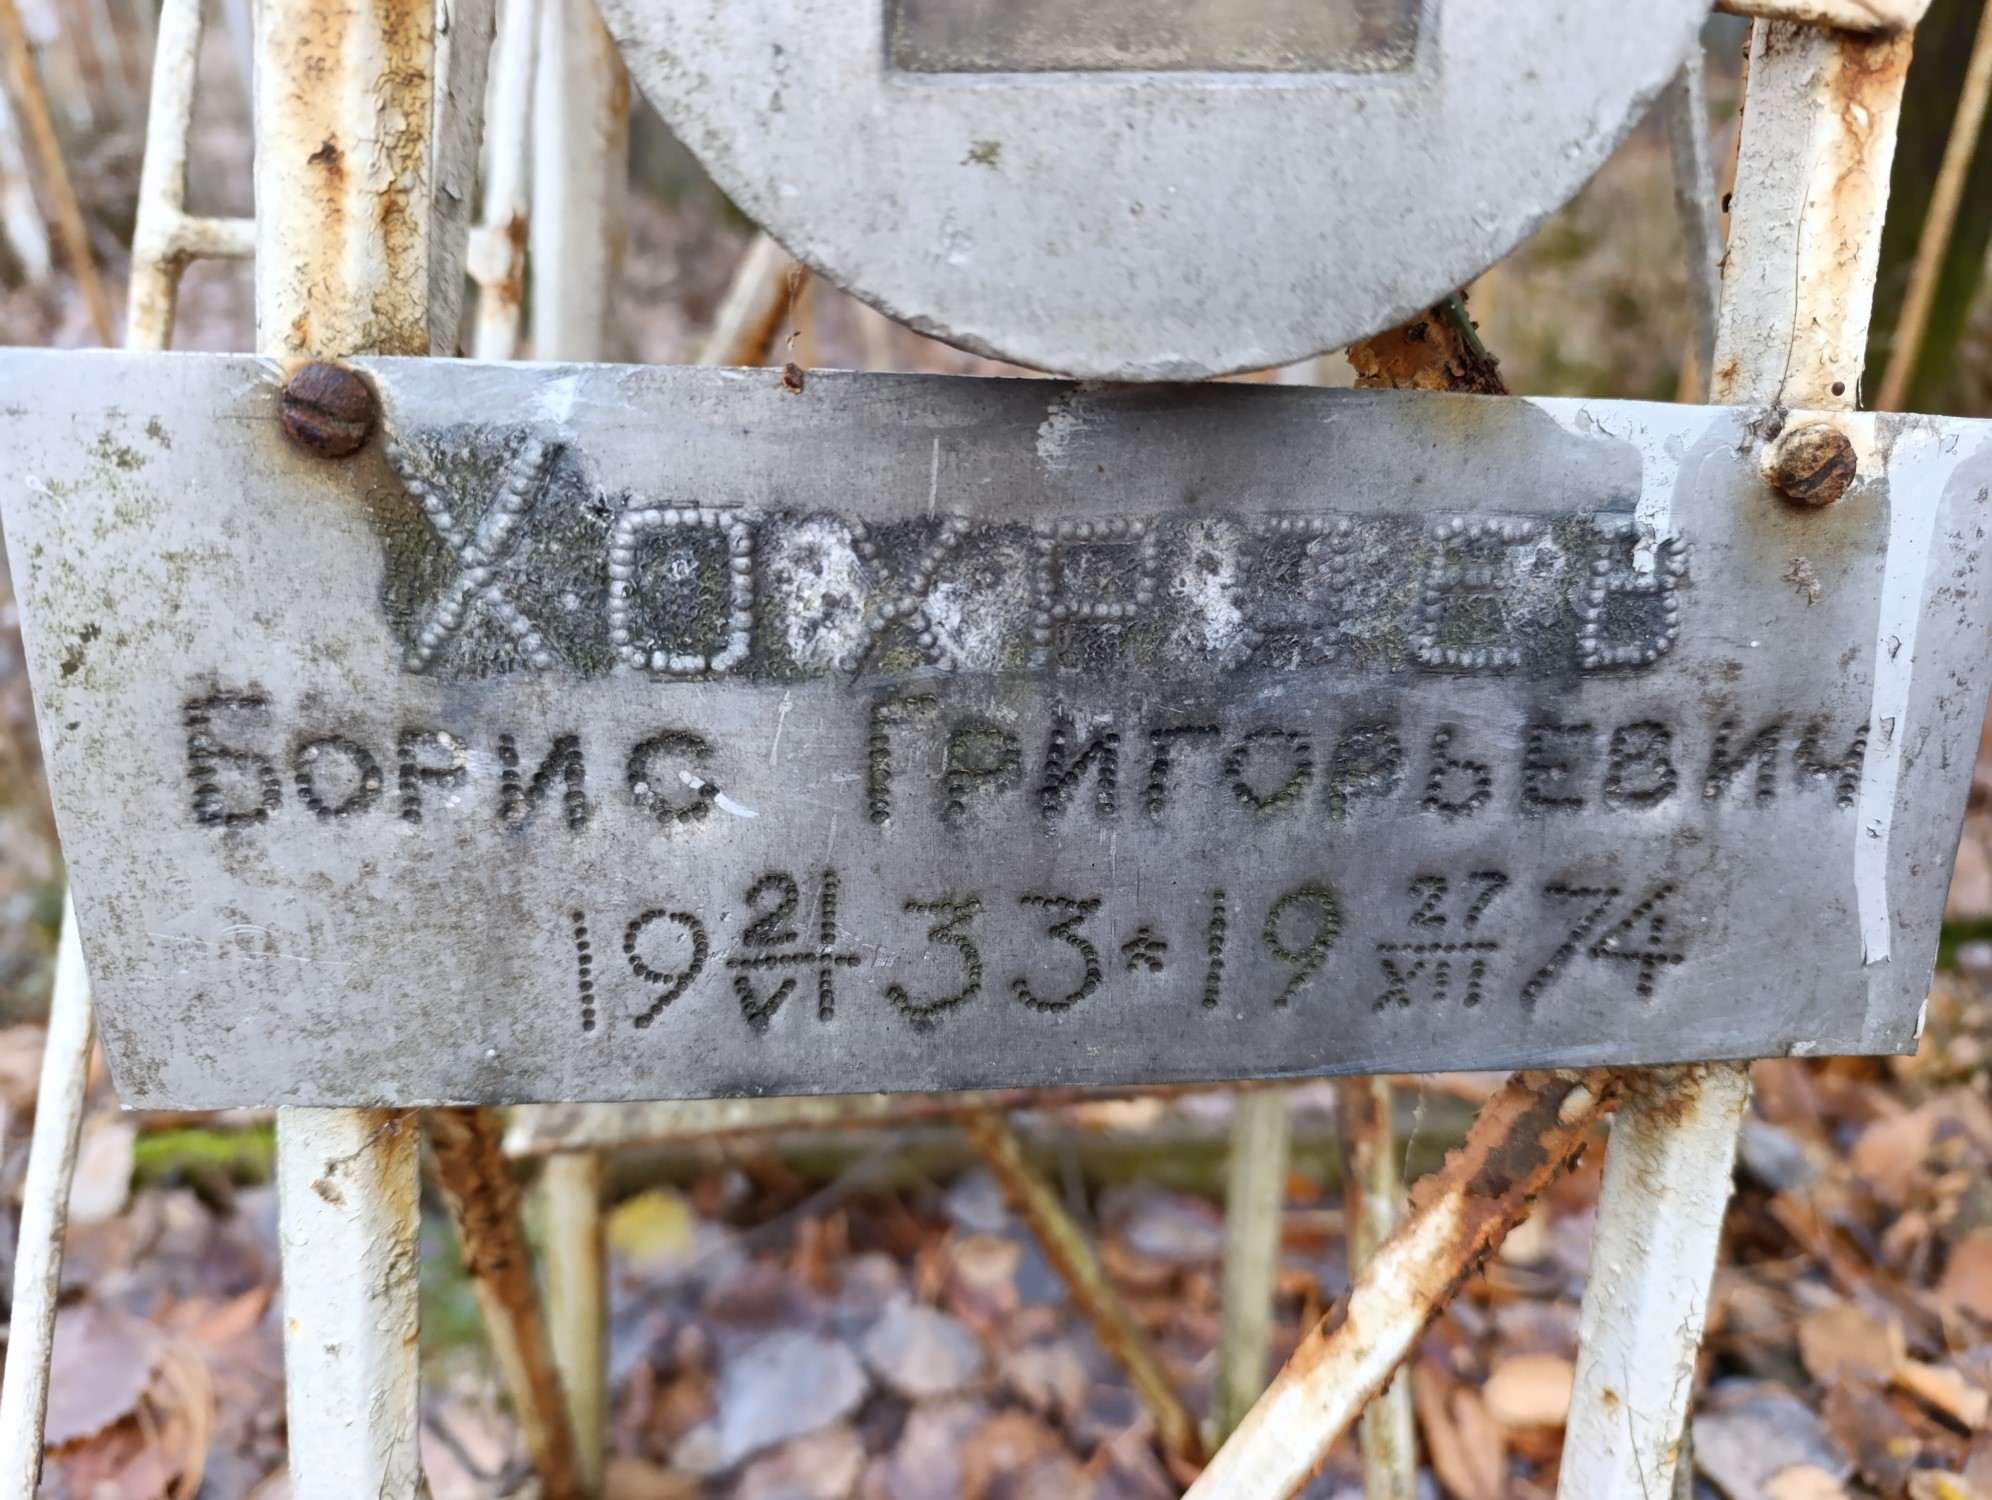 Борис Григорьевич
19 21/VI 33 * 19 27/XII 74